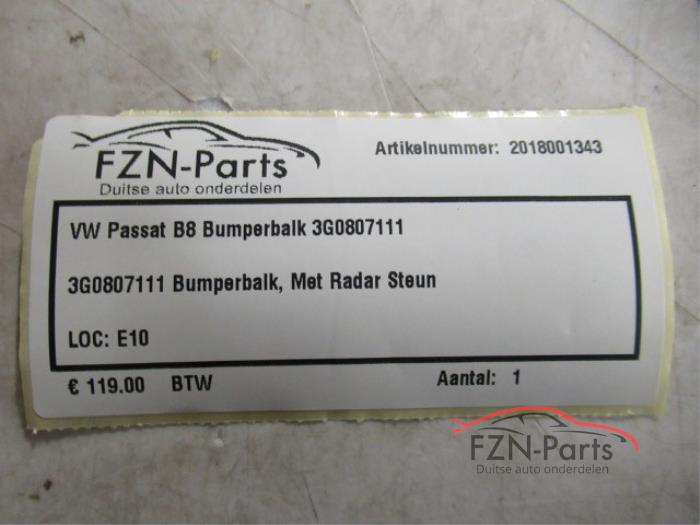 FZN-Parts
Duitse auto onderdelen
Artikelnummer: 2018001343
VW Passat B8 Bumperbalk 3G0807111
3G0807111 Bumperbalk, Met Radar Steun
LOC: E10
€ 119.00 BTW
Aantal: 1
FZN-Parts
Duitse auto onderdelen